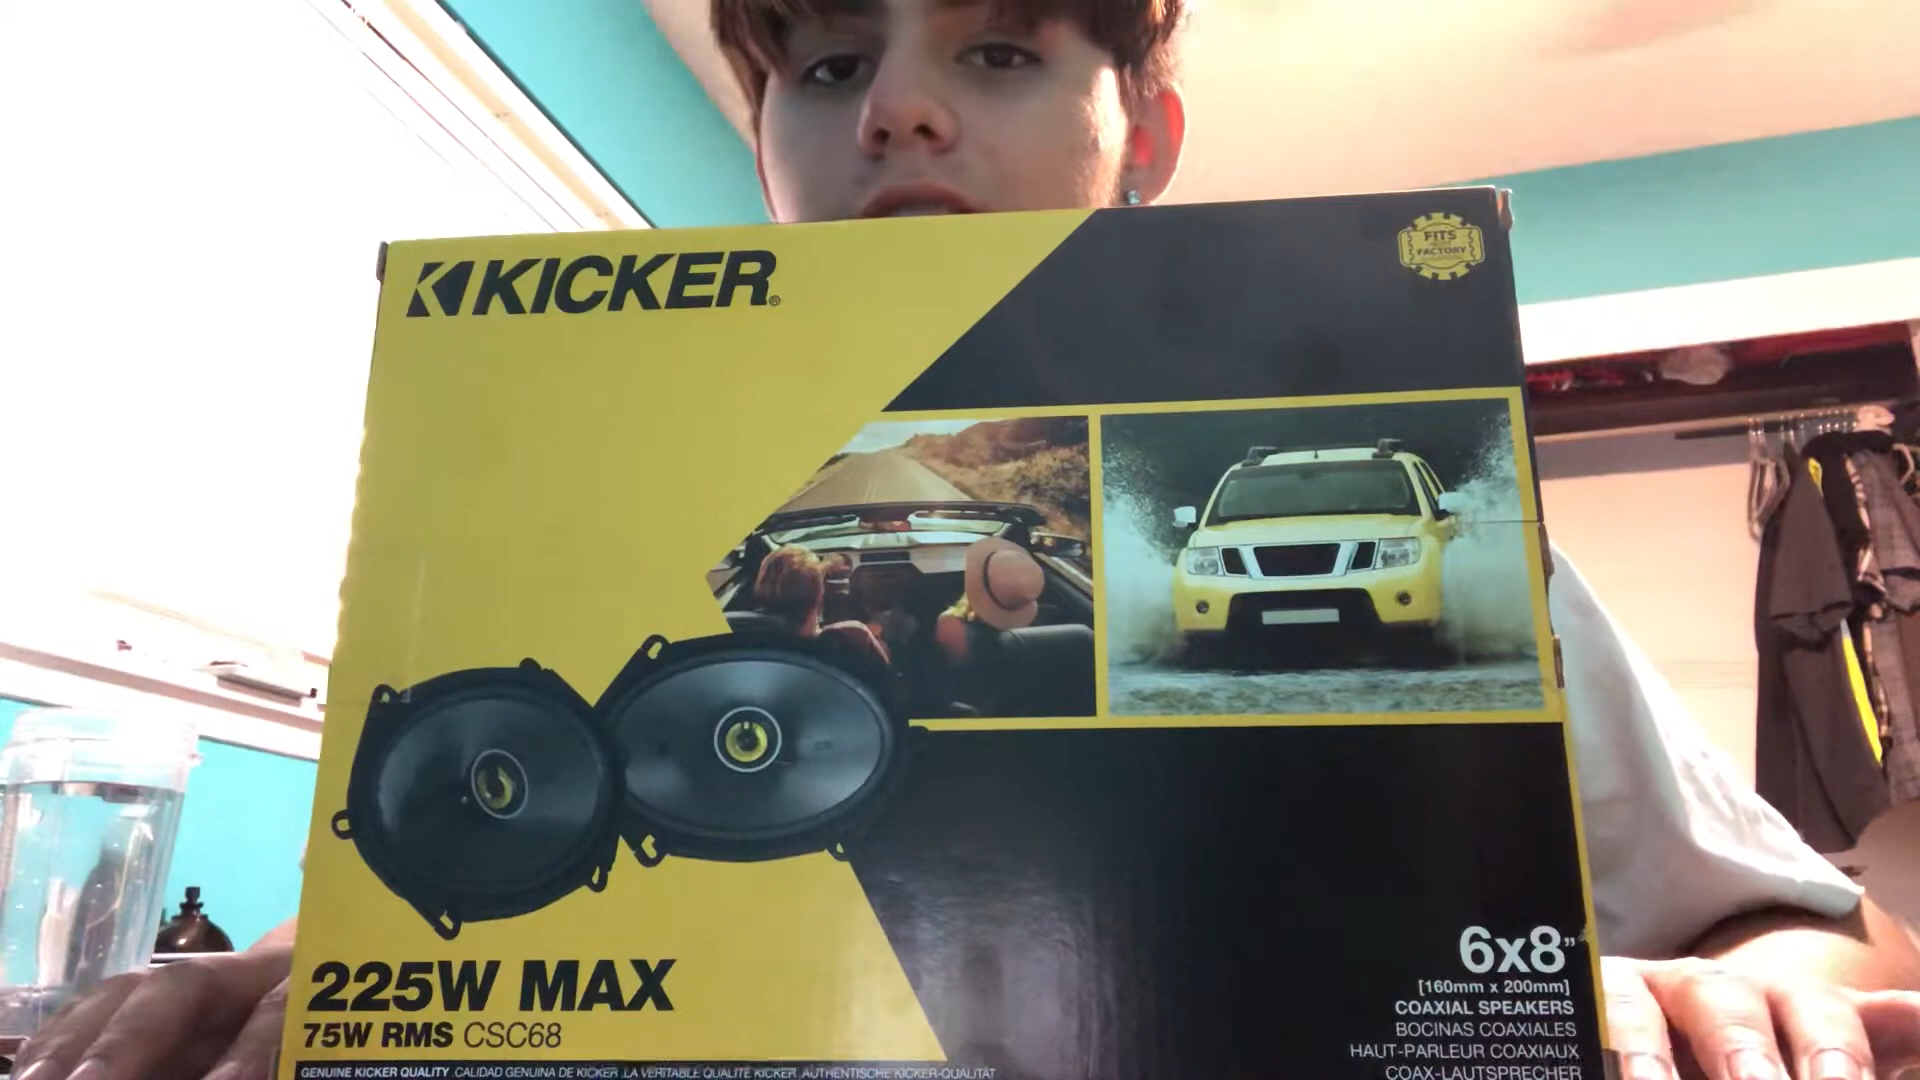 KICKER®
FITS
FACTORY
225W MAX
75W RMS CSC68
6x8"
[160mm x 200mm]
COAXIAL SPEAKERS
BOCINAS COAXIALES
HAUT-PARLEUR COAXIAUX
COAX-LAUTSPRECHER
GENUINE KICKER QUALITY .CALIDAD GENUINA DE KICKER .LA VERITABLE QUALITÉ KICKER .AUTHENTISCHE KICKER-QUALITÄT